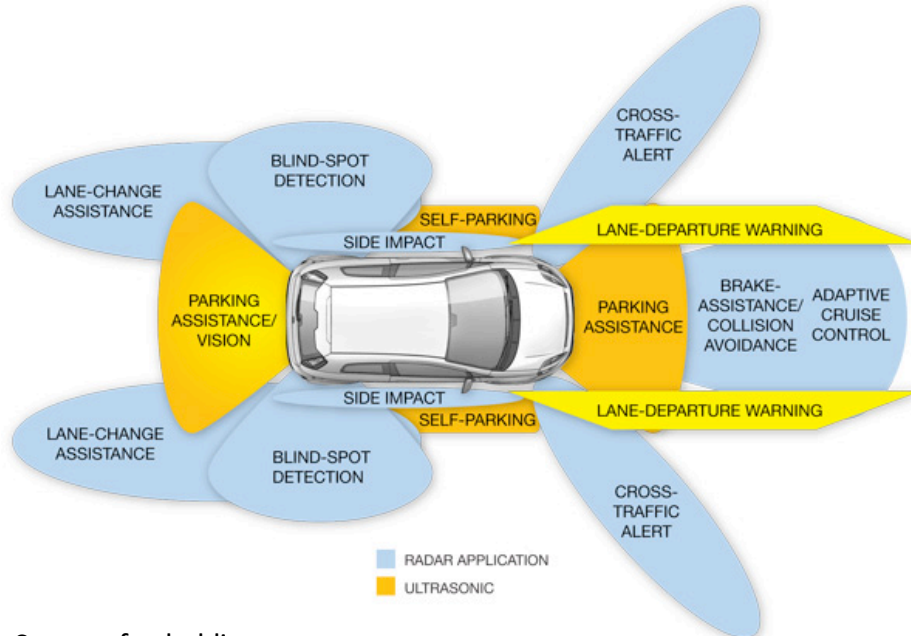 CROSS-
TRAFFIC
ALERT
BLIND-SPOT
DETECTION
LANE-CHANGE
ASSISTANCE
SELF-PARKING
LANE-DEPARTURE WARNING
SIDE IMPACT
PARKING
ASSISTANCE/
VISION
PARKING
ASSISTANCE
BRAKE-
ASSISTANCE/
COLLISION
AVOIDANCE
ADAPTIVE
CRUISE
CONTROL
SIDE IMPACT
LANE-DEPARTURE WARNING
SELF-PARKING
LANE-CHANGE
ASSISTANCE
BLIND-SPOT
DETECTION
CROSS-
TRAFFIC
ALERT
RADAR APPLICATION
ULTRASONIC